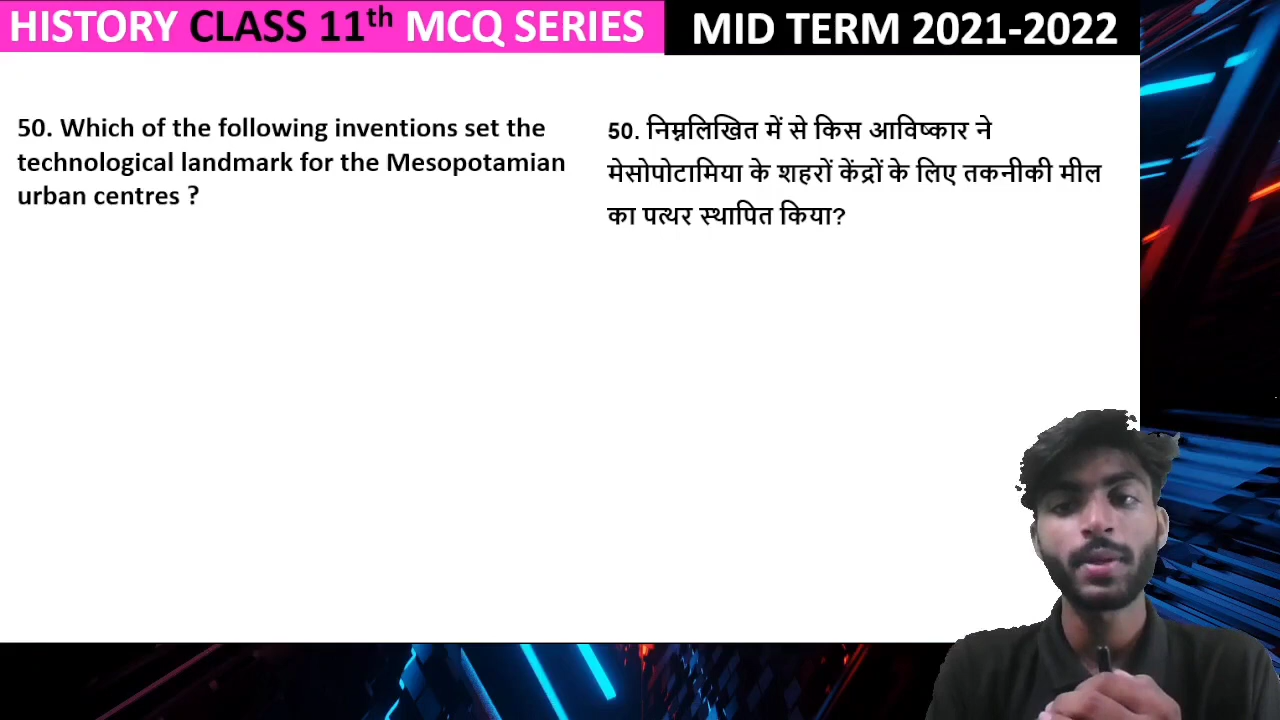 HISTORY CLASS 11th MCQ SERIES
MID TERM 2021-2022
50. Which of the following inventions set the
technological landmark for the Mesopotamian
urban centres ?
50. निम्नलिखित में से किस आविष्कार ने
मेसोपोटामिया के शहरों केंद्रों के लिए तकनीकी मील
का पत्थर स्थापित किया?